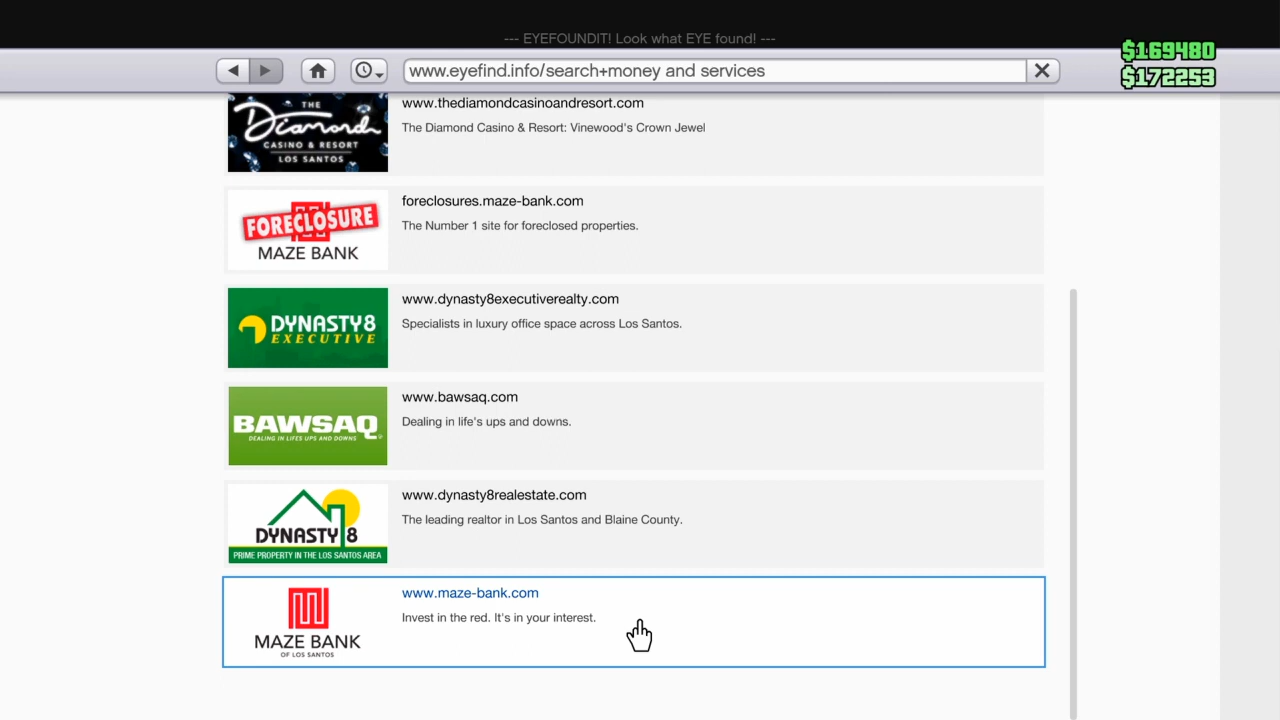 --- EYEFOUNDIT! Look what EYE found! ---
$169480
$172253
www.eyefind.info/search+money and services
THE
Diamond
CASINO & RESORT
LOS SANTOS
www.thediamondcasinoandresort.com
The Diamond Casino & Resort: Vinewood's Crown Jewel
FORECLOSURE
MAZE BANK
foreclosures.maze-bank.com
The Number 1 site for foreclosed properties.
DYNASTY8
EXECUTIVE
www.dynasty8executiverealty.com
Specialists in luxury office space across Los Santos.
BAWSAQ
DEALING IN LIFES UPS AND DOWNS
www.bawsaq.com
Dealing in life's ups and downs.
DYNASTY 8
PRIME PROPERTY IN THE LOS SANTOS AREA
www.dynasty8realestate.com
The leading realtor in Los Santos and Blaine County.
MAZE BANK
OF LOS SANTOS
www.maze-bank.com
Invest in the red. It's in your interest.